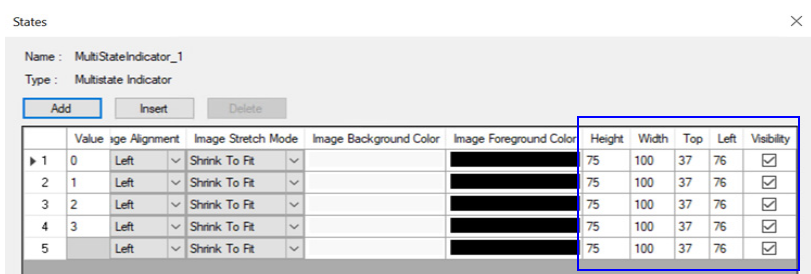 States
Name : MultiStateIndicator_1
Type : Multistate Indicator
Add Insert Delete
Value age Alignment Image Stretch Mode Image Background Color Image Foreground Color Height Width Top Left Visibility
1 0 Left Shrink To Fit 75 100 37 76
2 1 Left Shrink To Fit 75 100 37 76
3 2 Left Shrink To Fit 75 100 37 76
4 3 Left Shrink To Fit 75 100 37 76
5 Left Shrink To Fit 75 100 37 76